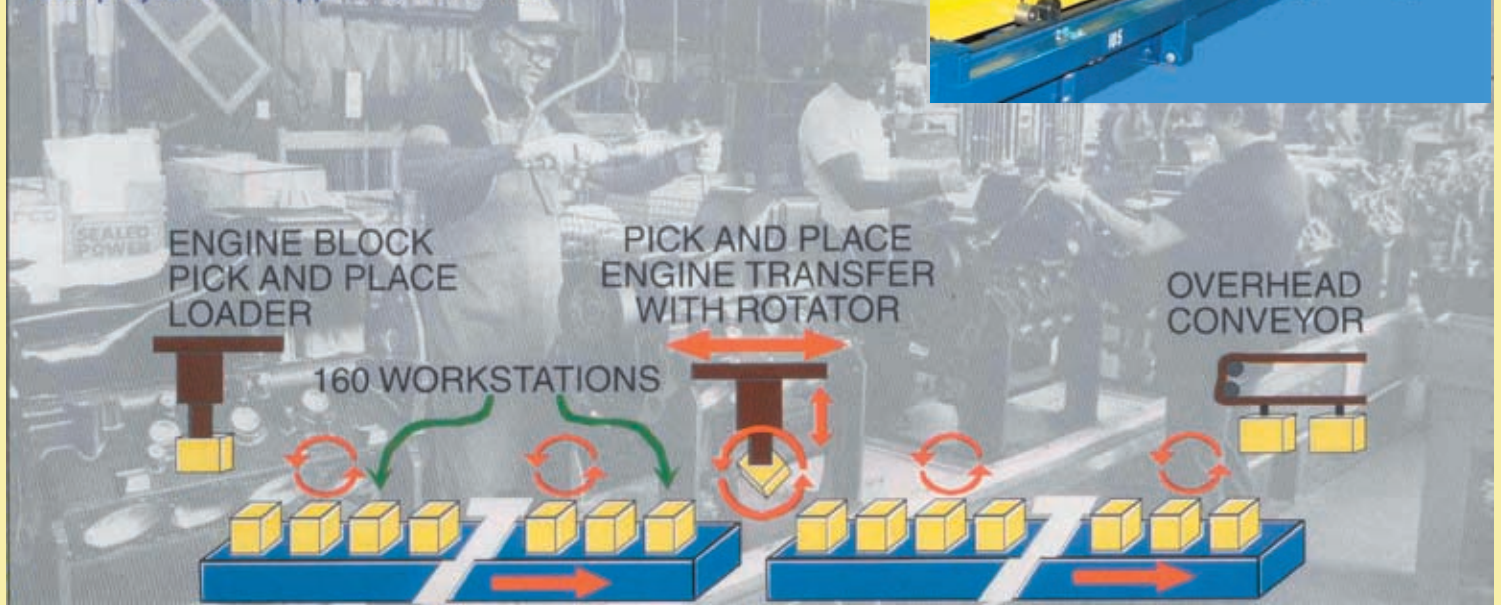 105
SEALED
POWER
ENGINE BLOCK
PICK AND PLACE
LOADER
PICK AND PLACE
ENGINE TRANSFER
WITH ROTATOR
OVERHEAD
CONVEYOR
160 WORKSTATIONS